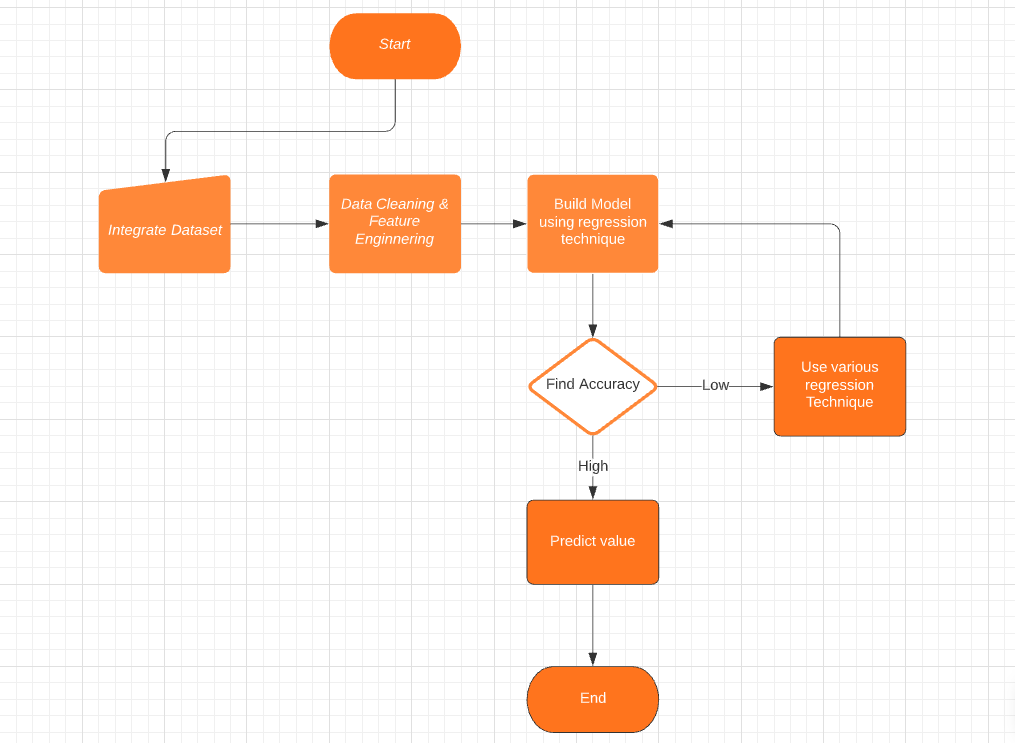 Start
Integrate Dataset
Data Cleaning &
Feature
Enginnering
Build Model
using regression
technique
Find Accuracy
Low
Use various
regression
Technique
High
Predict value
End